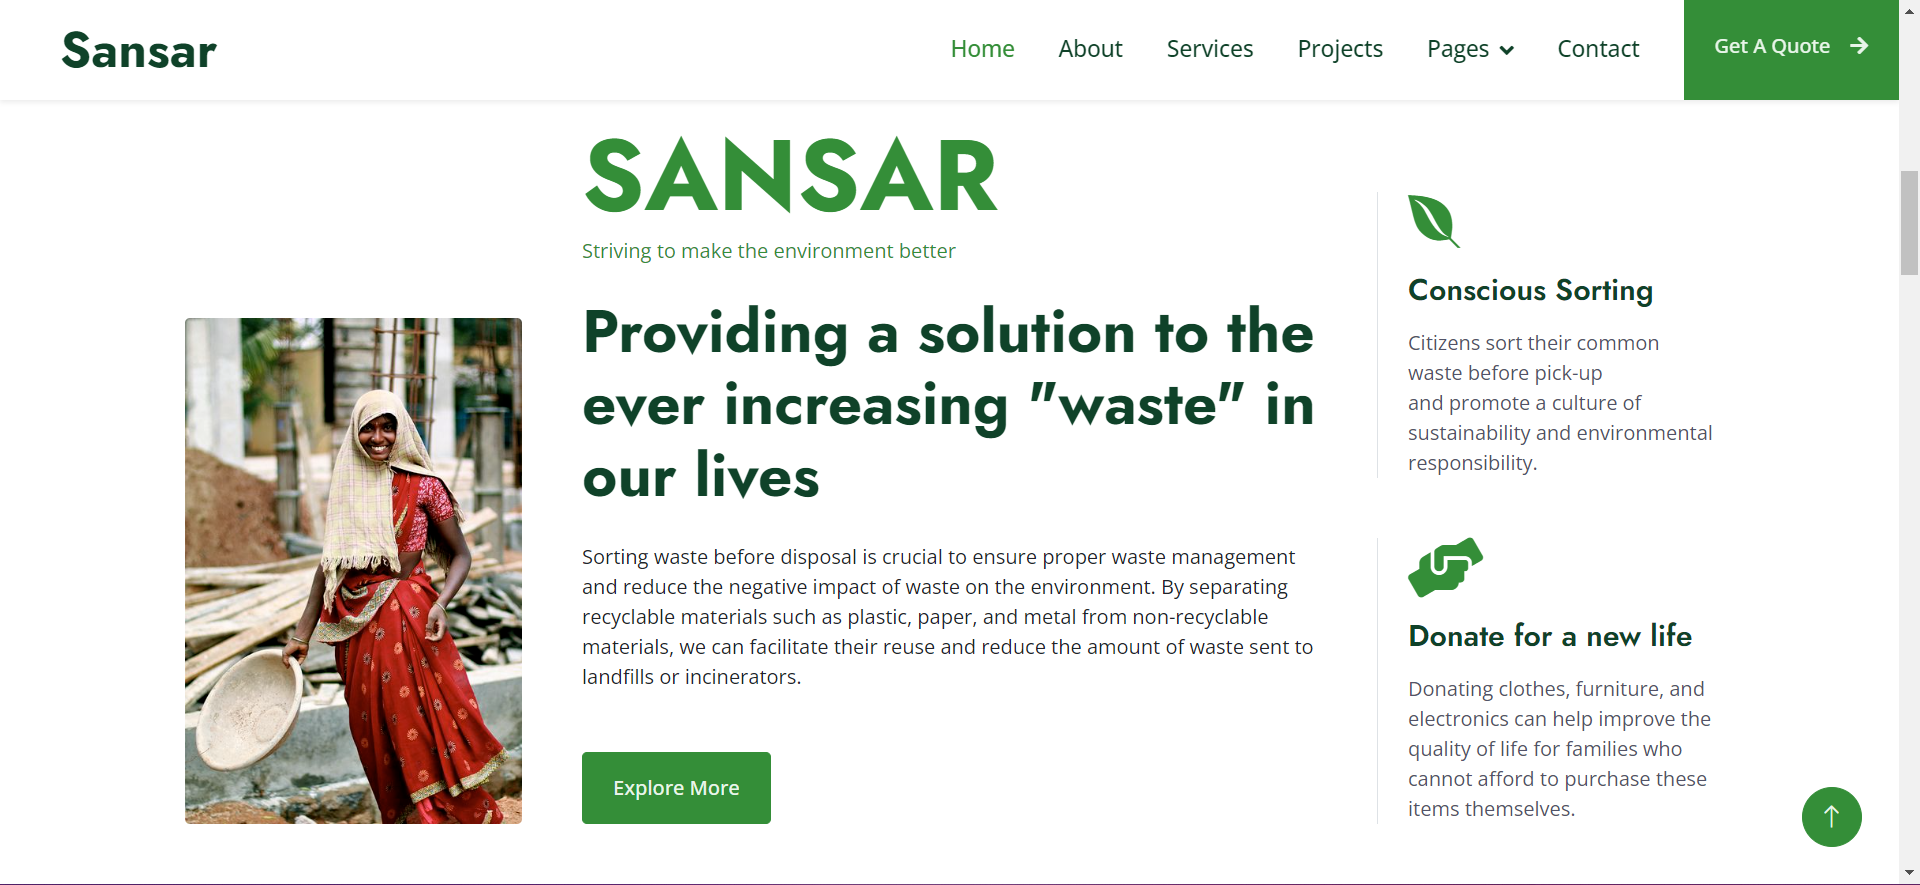 Sansar
Home About Services Projects Pages Contact Get A Quote
SANSAR
Striving to make the environment better
Providing a solution to the
ever increasing "waste" in
our lives
Sorting waste before disposal is crucial to ensure proper waste management
and reduce the negative impact of waste on the environment. By separating
recyclable materials such as plastic, paper, and metal from non-recyclable
materials, we can facilitate their reuse and reduce the amount of waste sent to
landfills or incinerators.
Explore More
Conscious Sorting
Citizens sort their common
waste before pick-up
and promote a culture of
sustainability and environmental
responsibility.
Donate for a new life
Donating clothes, furniture, and
electronics can help improve the
quality of life for families who
cannot afford to purchase these
items themselves.